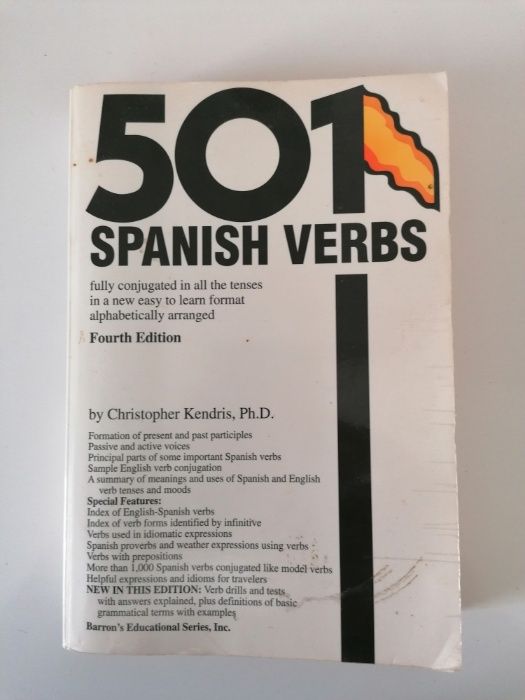 501
SPANISH VERBS
fully conjugated in all the tenses
in a new easy to learn format
alphabetically arranged
Fourth Edition
by Christopher Kendris, Ph.D.
Formation of present and past participles
Passive and active voices
Principal parts of some important Spanish verbs
Sample English verb conjugation
A summary of meanings and uses of Spanish and English
verb tenses and moods
Special Features:
Index of English-Spanish verbs
Index of verb forms identified by infinitive
Verbs used in idiomatic expressions
Spanish proverbs and weather expressions using verbs
Verbs with prepositions
More than 1,000 Spanish verbs conjugated like model verbs
Helpful expressions and idioms for travelers
NEW IN THIS EDITION: Verb drills and tests
with answers explained, plus definitions of basic
grammatical terms with examples
Barron's Educational Series, Inc.